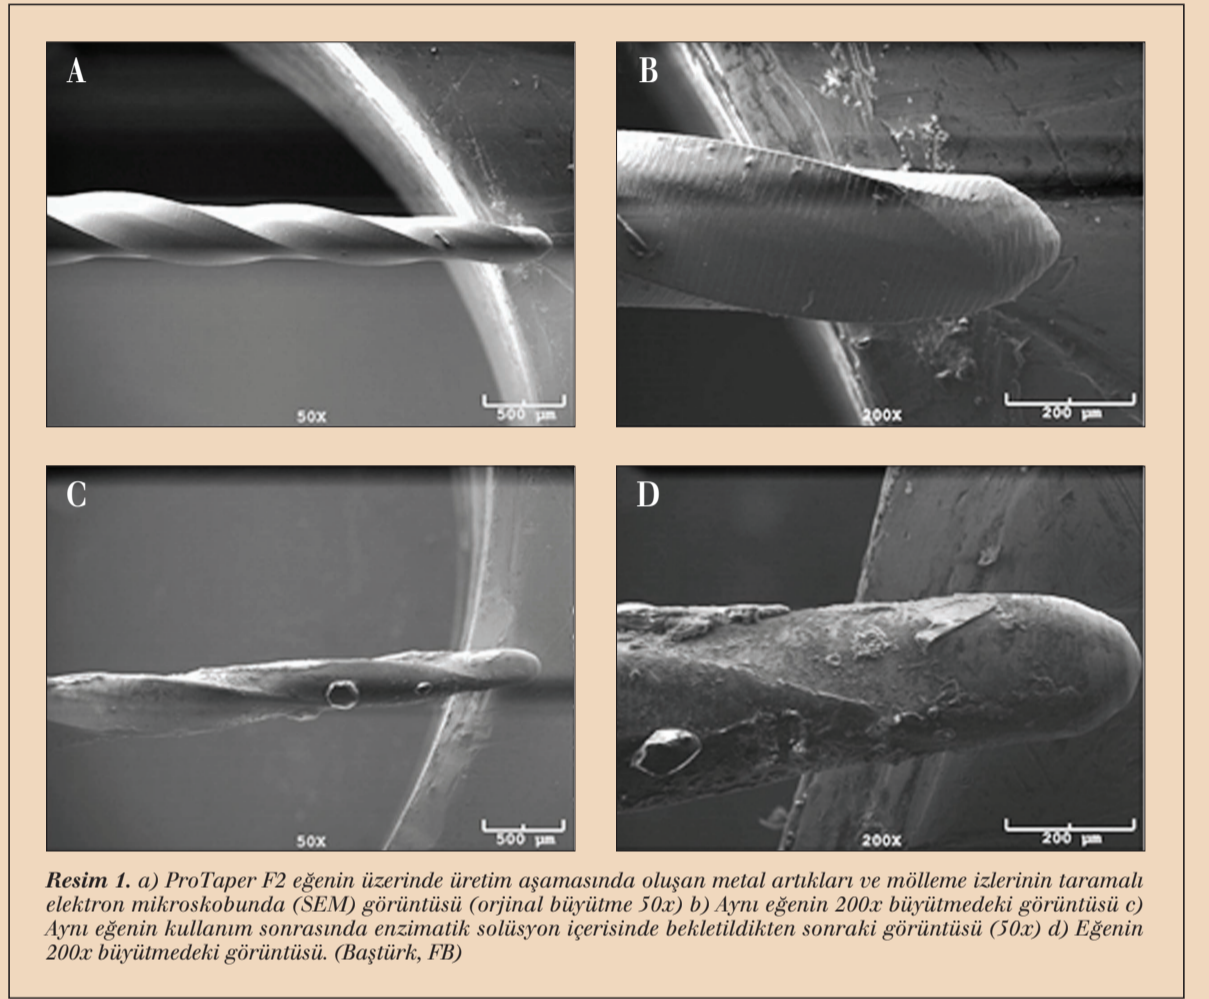 A
B
50X
500 µm
200X
200 µm
C
D
50X
500 µm
200X
200 µm
Resim 1. a) ProTaper F2 eğenin üzerinde üretim aşamasında oluşan metal artıkları ve mölleme izlerinin taramalı
elektron mikroskobunda (SEM) görüntüsü (orjinal büyütme 50x) b) Aynı eğenin 200x büyütmedeki görüntüsü c)
Aynı eğenin kullanım sonrasında enzimatik solüsyon içerisinde bekletildikten sonraki görüntüsü (50x) d) Eğenin
200x büyütmedeki görüntüsü. (Baştürk, FB)